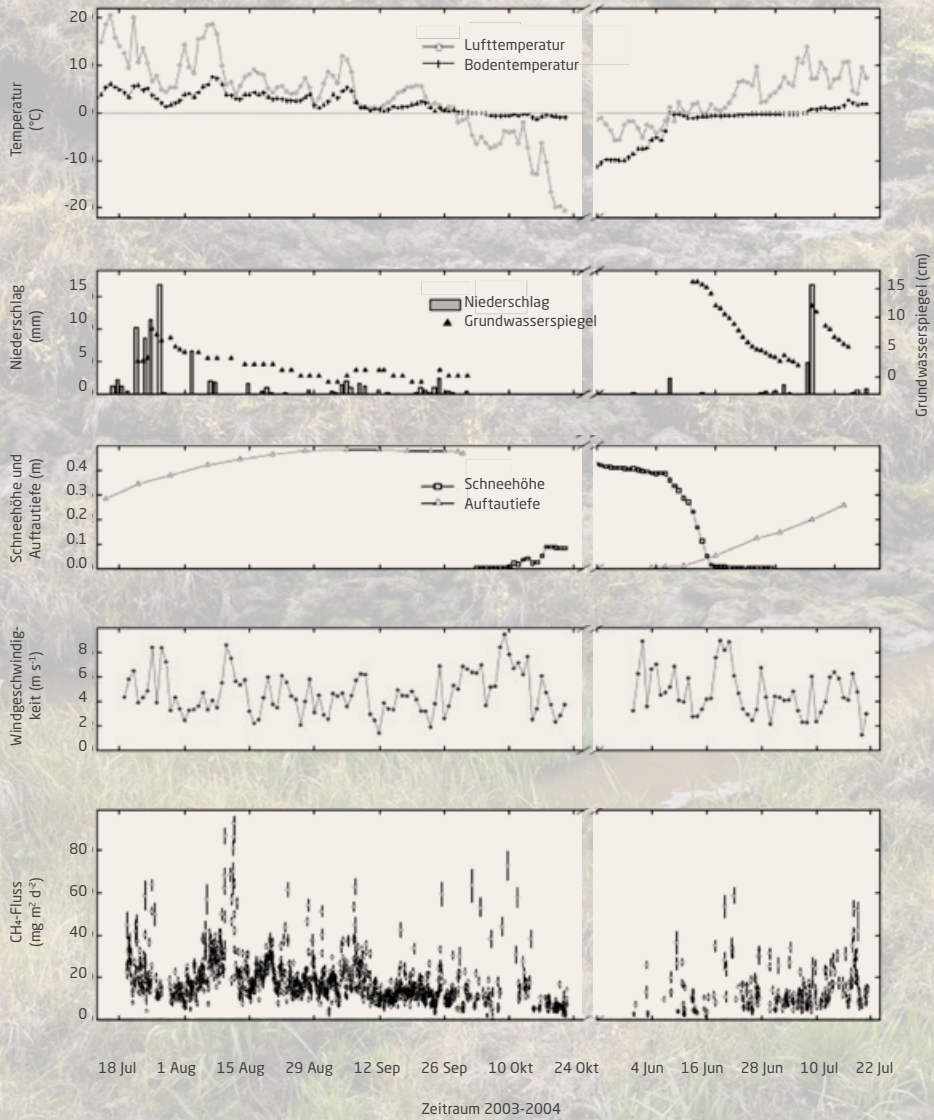 Temperatur
(°C)
20
10
0
-10
-20
Lufttemperatur
Bodentemperatur
Niederschlag
(mm)
15
10
5
0
Niederschlag
Grundwasserspiegel
15
10
5
0
Grundwasserspiegel (cm)
Schneehöhe und
Auftautiefe (m)
0.4
0.3
0.2
0.1
0.0
Schneehöhe
Auftautiefe
Windgeschwindig-
keit (m s⁻¹)
8
6
4
2
0
CH₄-Fluss
(mg m² d⁻²)
80
60
40
20
0
18 Jul 1 Aug 15 Aug 29 Aug 12 Sep 26 Sep 10 Okt 24 Okt 4 Jun 16 Jun 28 Jun 10 Jul 22 Jul
Zeitraum 2003-2004